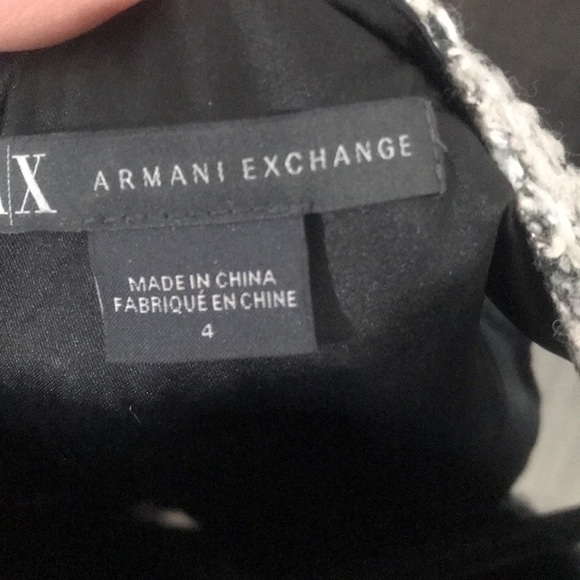 A|X ARMANI EXCHANGE
MADE IN CHINA
FABRIQUÉ EN CHINE
4